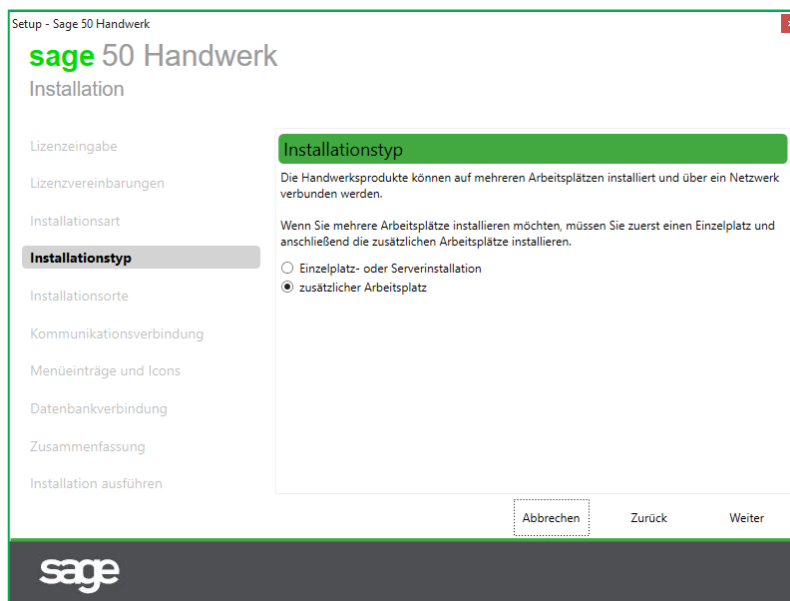 Setup - Sage 50 Handwerk
sage 50 Handwerk
Installation
Lizenzeingabe
Lizenzvereinbarungen
Installationsart
Installationstyp
Installationsorte
Kommunikationsverbindung
Menüeinträge und Icons
Datenbankverbindung
Zusammenfassung
Installation ausführen
Installationstyp
Die Handwerksprodukte können auf mehreren Arbeitsplätzen installiert und über ein Netzwerk
verbunden werden.
Wenn Sie mehrere Arbeitsplätze installieren möchten, müssen Sie zuerst einen Einzelplatz und
anschließend die zusätzlichen Arbeitsplätze installieren.
Einzelplatz- oder Serverinstallation
zusätzlicher Arbeitsplatz
Abbrechen Zurück Weiter
sage